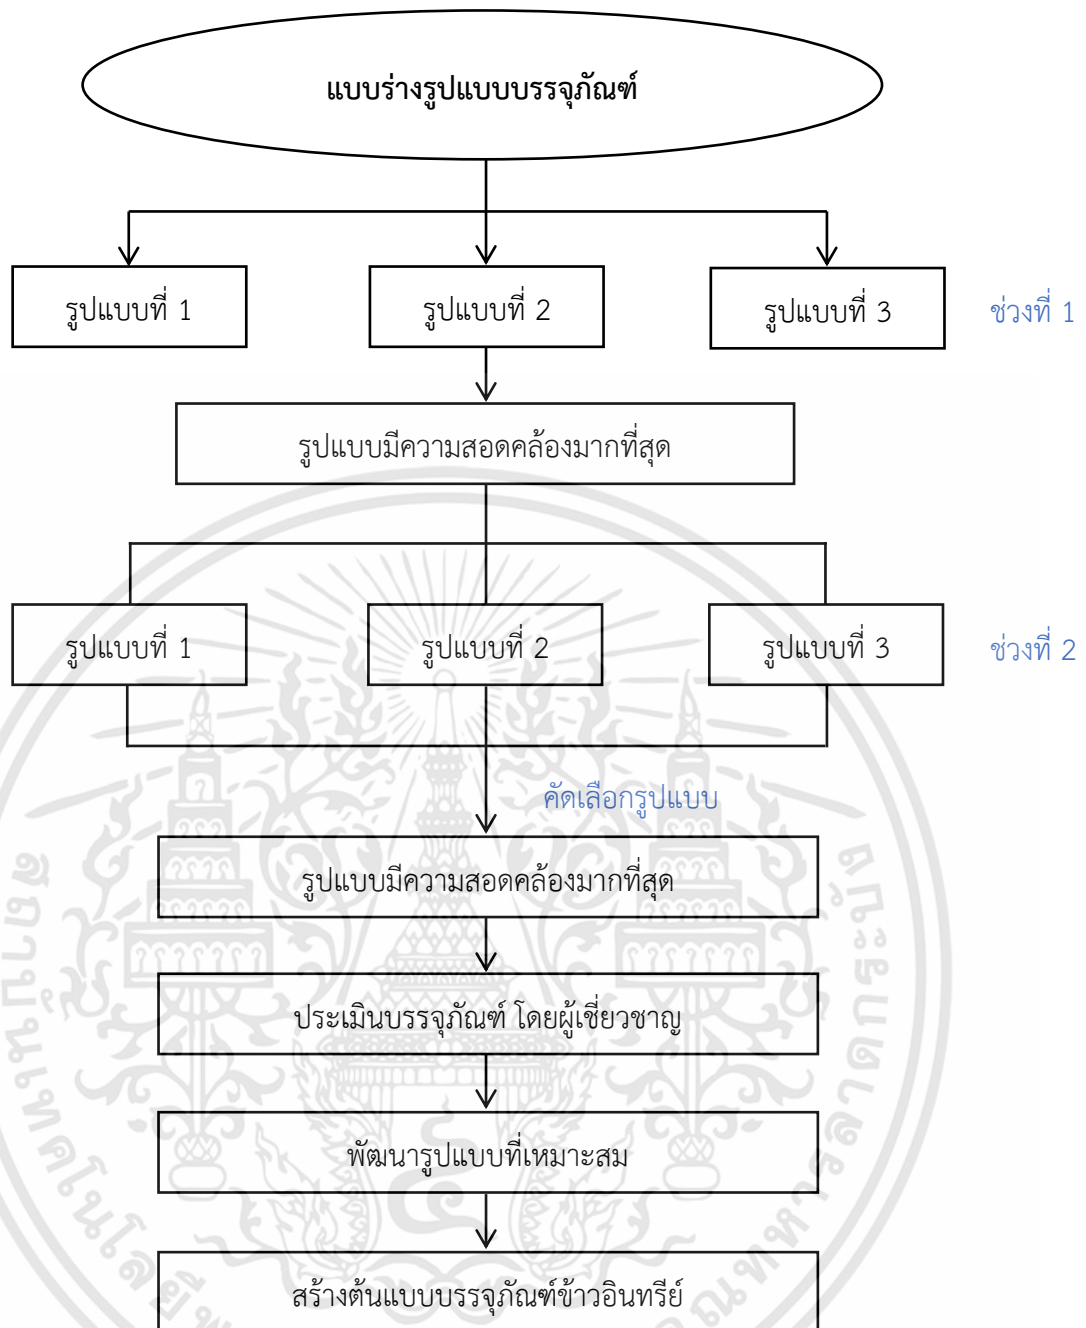 แบบร่างรูปแบบบรรจุภัณฑ์
รูปแบบที่ 1
รูปแบบที่ 2
รูปแบบที่ 3
ช่วงที่ 1
รูปแบบมีความสอดคล้องมากที่สุด
รูปแบบที่ 1
รูปแบบที่ 2
รูปแบบที่ 3
ช่วงที่ 2
คัดเลือกรูปแบบ
รูปแบบมีความสอดคล้องมากที่สุด
ประเมินบรรจุภัณฑ์ โดยผู้เชี่ยวชาญ
พัฒนารูปแบบที่เหมาะสม
สร้างต้นแบบบรรจุภัณฑ์ข้าวอินทรีย์